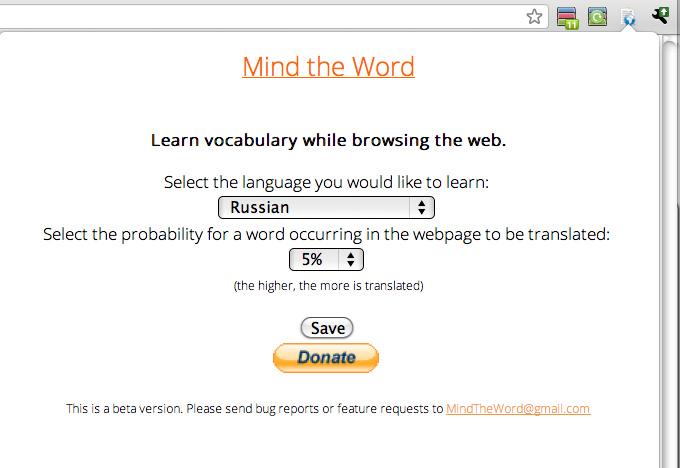 11
Mind the Word
Learn vocabulary while browsing the web.
Select the language you would like to learn:
Russian
Select the probability for a word occurring in the webpage to be translated:
5%
(the higher, the more is translated)
Save
Donate
This is a beta version. Please send bug reports or feature requests to MindTheWord@gmail.com